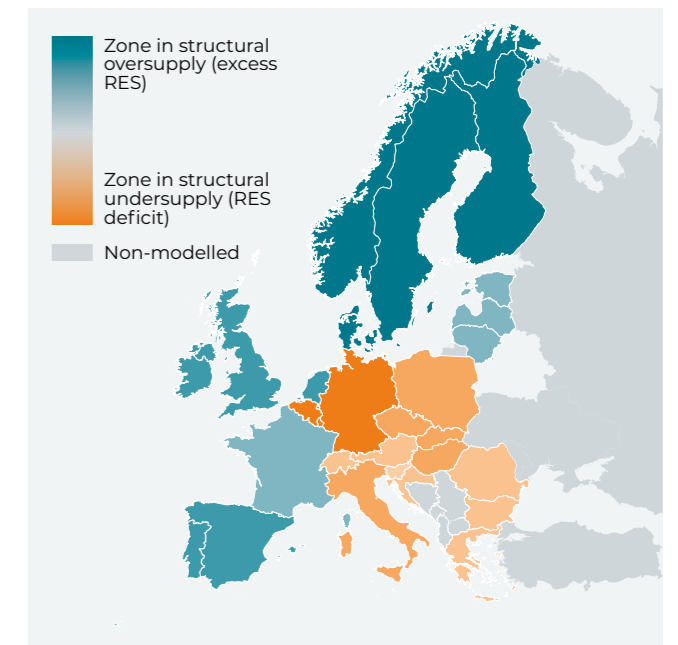 Zone in structural
oversupply (excess
RES)
Zone in structural
undersupply (RES
deficit)
Non-modelled